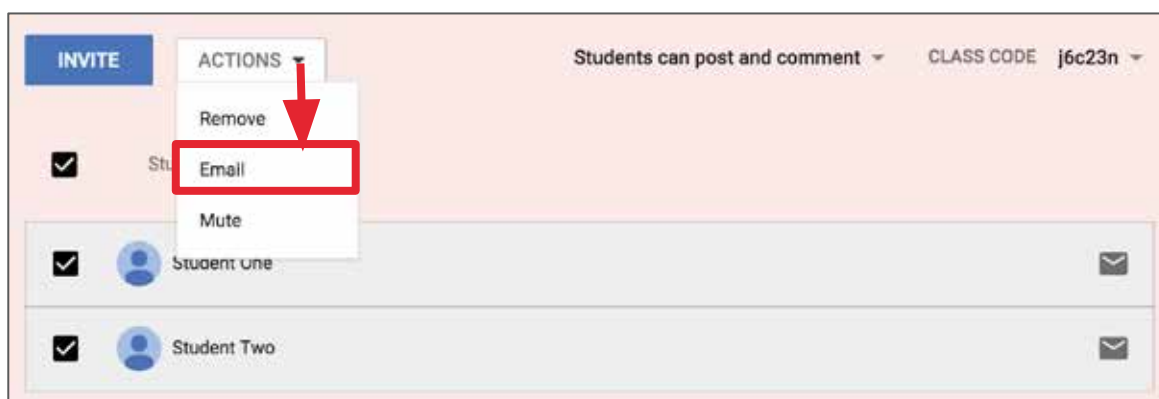 INVITE ACTIONS Students can post and comment CLASS CODE j6c23n
Remove
Email
Mute
Student One
Student Two